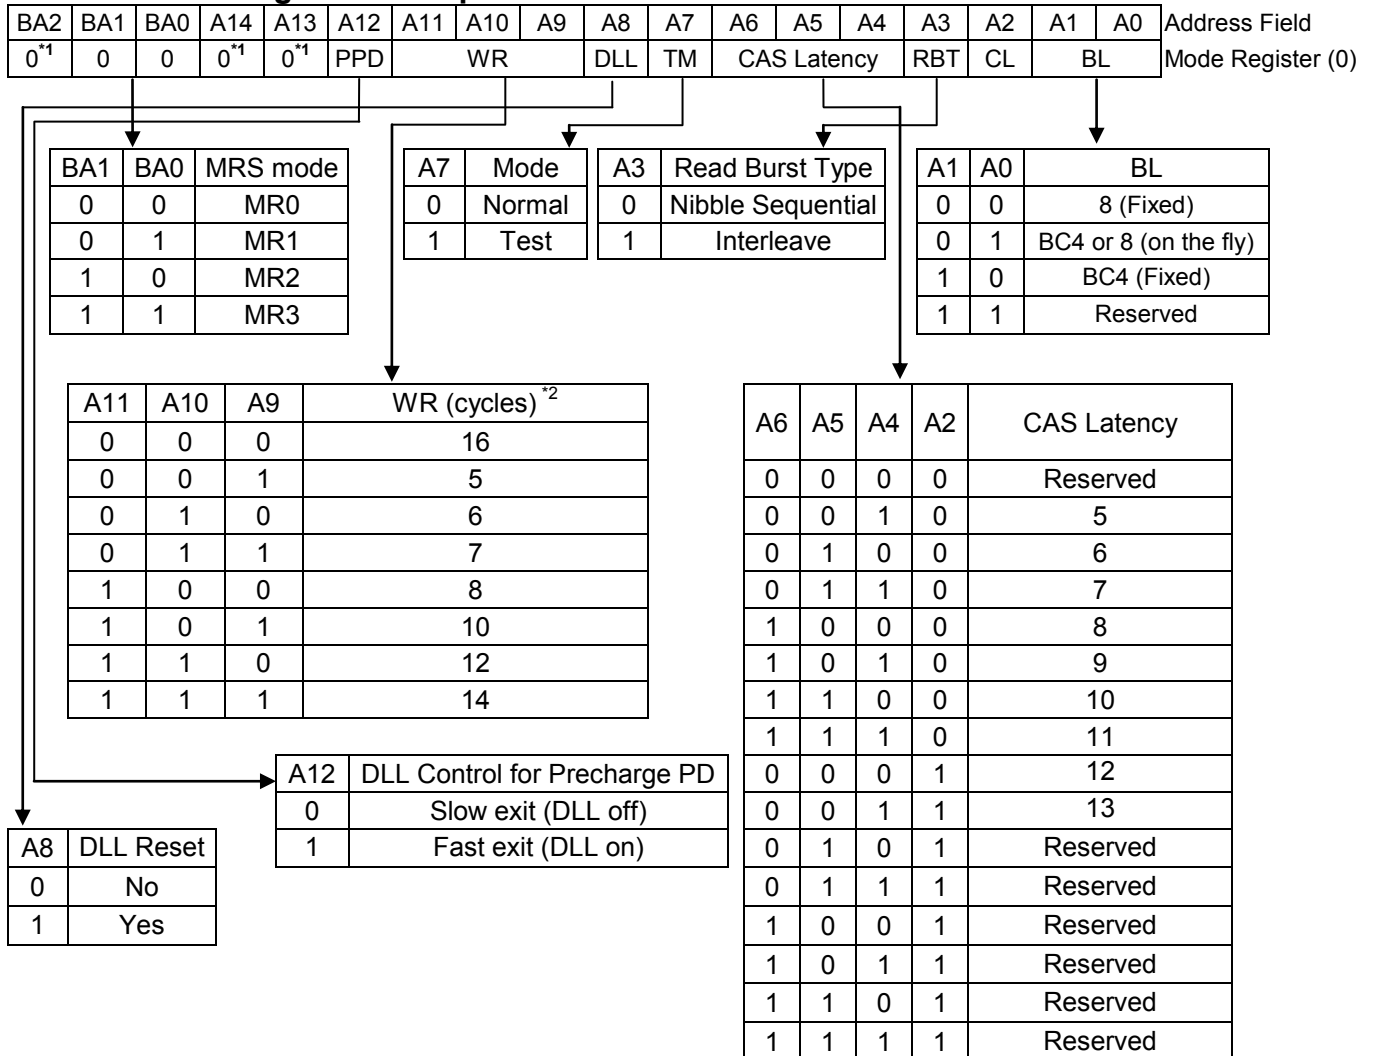 BA2 BA1 BA0 A14 A13 A12 A11 A10 A9 A8 A7 A6 A5 A4 A3 A2 A1 A0 Address Field
0*1 0 0 0*1 0*1 PPD WR DLL TM CAS Latency RBT CL BL Mode Register (0)
BA1 BA0 MRS mode
0 0 MR0
0 1 MR1
1 0 MR2
1 1 MR3
A7 Mode
0 Normal
1 Test
A3 Read Burst Type
0 Nibble Sequential
1 Interleave
A1 A0 BL
0 0 8 (Fixed)
0 1 BC4 or 8 (on the fly)
1 0 BC4 (Fixed)
1 1 Reserved
A11 A10 A9 WR (cycles) *2
0 0 0 16
0 0 1 5
0 1 0 6
0 1 1 7
1 0 0 8
1 0 1 10
1 1 0 12
1 1 1 14
A6 A5 A4 A2 CAS Latency
0 0 0 0 Reserved
0 0 1 0 5
0 1 0 0 6
0 1 1 0 7
1 0 0 0 8
1 0 1 0 9
1 1 0 0 10
1 1 1 0 11
0 0 0 1 12
0 0 1 1 13
0 1 0 1 Reserved
0 1 1 1 Reserved
1 0 0 1 Reserved
1 0 1 1 Reserved
1 1 0 1 Reserved
1 1 1 1 Reserved
A12 DLL Control for Precharge PD
0 Slow exit (DLL off)
1 Fast exit (DLL on)
A8 DLL Reset
0 No
1 Yes